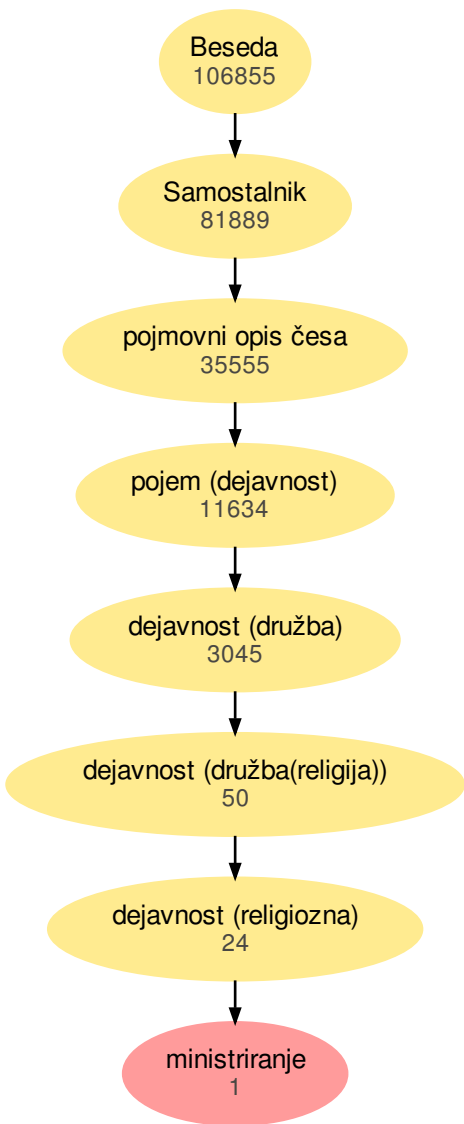 Beseda
106855
Samostalnik
81889
pojmovni opis česa
35555
pojem (dejavnost)
11634
dejavnost (družba)
3045
dejavnost (družba(religija))
50
dejavnost (religiozna)
24
ministriranje
1